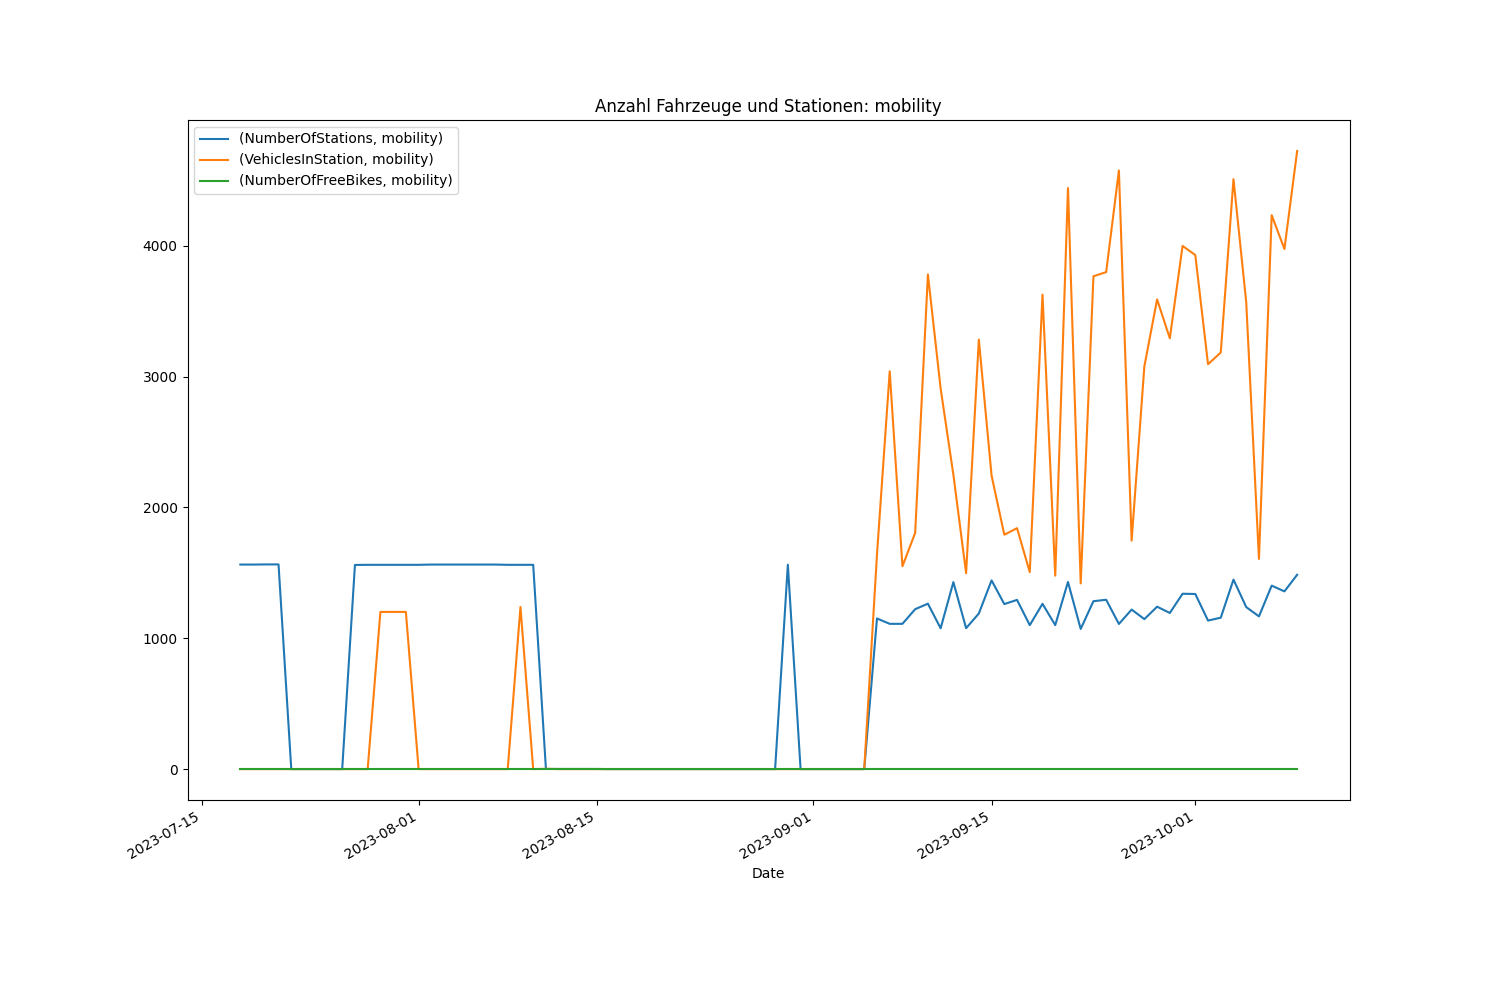 Anzahl Fahrzeuge und Stationen: mobility
(NumberOfStations, mobility)
(VehiclesInStation, mobility)
(NumberOfFreeBikes, mobility)
4000
3000
2000
1000
0
2023-07-15
2023-08-01
2023-08-15
2023-09-01
2023-09-15
2023-10-01
Date